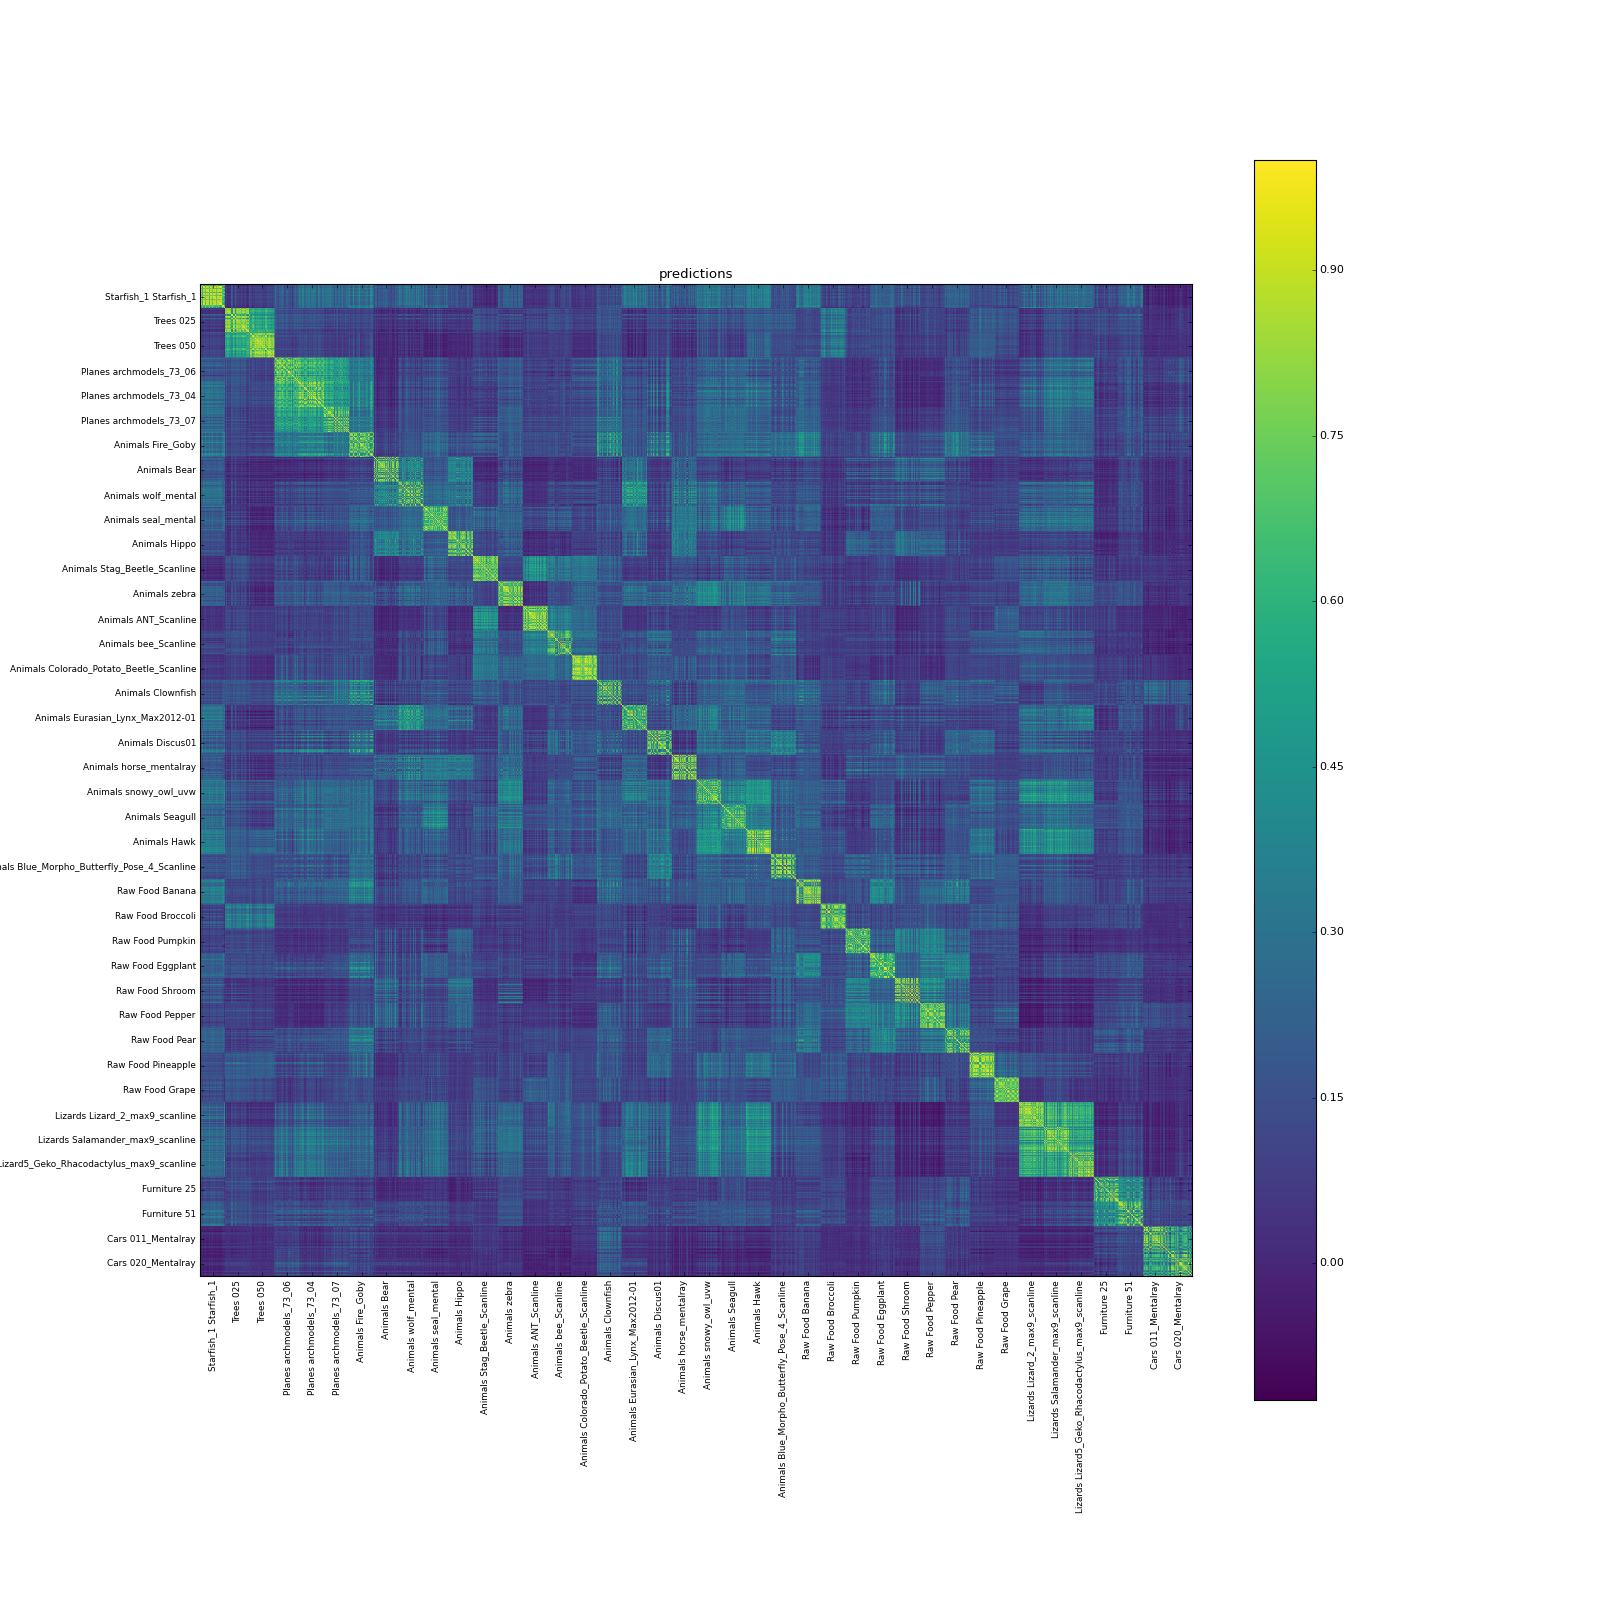 predictions
Starfish_1 Starfish_1
Trees 025
Trees 050
Planes archmodels_73_06
Planes archmodels_73_04
Planes archmodels_73_07
Animals Fire_Goby
Animals Bear
Animals wolf_mental
Animals seal_mental
Animals Hippo
Animals Stag_Beetle_Scanline
Animals zebra
Animals ANT_Scanline
Animals bee_Scanline
Animals Colorado_Potato_Beetle_Scanline
Animals Clownfish
Animals Eurasian_Lynx_Max2012-01
Animals Discus01
Animals horse_mentalray
Animals snowy_owl_uvw
Animals Seagull
Animals Hawk
nals Blue_Morpho_Butterfly_Pose_4_Scanline
Raw Food Banana
Raw Food Broccoli
Raw Food Pumpkin
Raw Food Eggplant
Raw Food Shroom
Raw Food Pepper
Raw Food Pear
Raw Food Pineapple
Raw Food Grape
Lizards Lizard_2_max9_scanline
Lizards Salamander_max9_scanline
Lizard5_Geko_Rhacodactylus_max9_scanline
Furniture 25
Furniture 51
Cars 011_Mentalray
Cars 020_Mentalray
Starfish_1 Starfish_1
Trees 025
Trees 050
Planes archmodels_73_06
Planes archmodels_73_04
Planes archmodels_73_07
Animals Fire_Goby
Animals Bear
Animals wolf_mental
Animals seal_mental
Animals Hippo
Animals Stag_Beetle_Scanline
Animals zebra
Animals ANT_Scanline
Animals bee_Scanline
Animals Colorado_Potato_Beetle_Scanline
Animals Clownfish
Animals Eurasian_Lynx_Max2012-01
Animals Discus01
Animals horse_mentalray
Animals snowy_owl_uvw
Animals Seagull
Animals Hawk
Animals Blue_Morpho_Butterfly_Pose_4_Scanline
Raw Food Banana
Raw Food Broccoli
Raw Food Pumpkin
Raw Food Eggplant
Raw Food Shroom
Raw Food Pepper
Raw Food Pear
Raw Food Pineapple
Raw Food Grape
Lizards Lizard_2_max9_scanline
Lizards Salamander_max9_scanline
Lizards Lizard5_Geko_Rhacodactylus_max9_scanline
Furniture 25
Furniture 51
Cars 011_Mentalray
Cars 020_Mentalray
0.90
0.75
0.60
0.45
0.30
0.15
0.00